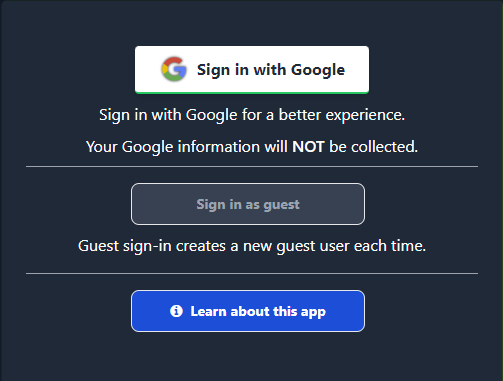 Sign in with Google
Sign in with Google for a better experience.
Your Google information will NOT be collected.
Sign in as guest
Guest sign-in creates a new guest user each time.
Learn about this app